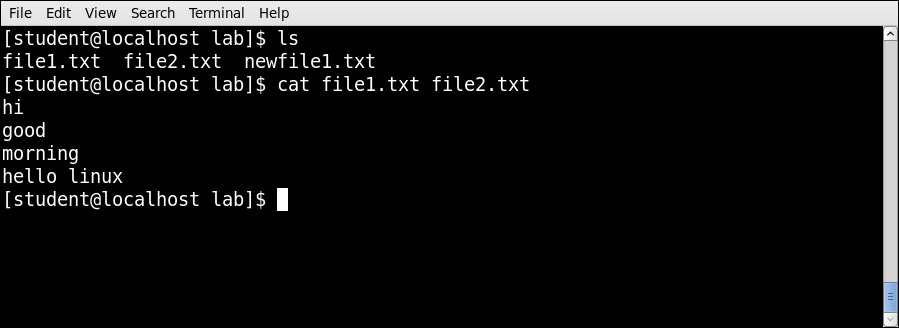 File Edit View Search Terminal Help
[student@localhost lab]$ ls
file1.txt  file2.txt  newfile1.txt
[student@localhost lab]$ cat file1.txt file2.txt
hi
good
morning
hello linux
[student@localhost lab]$